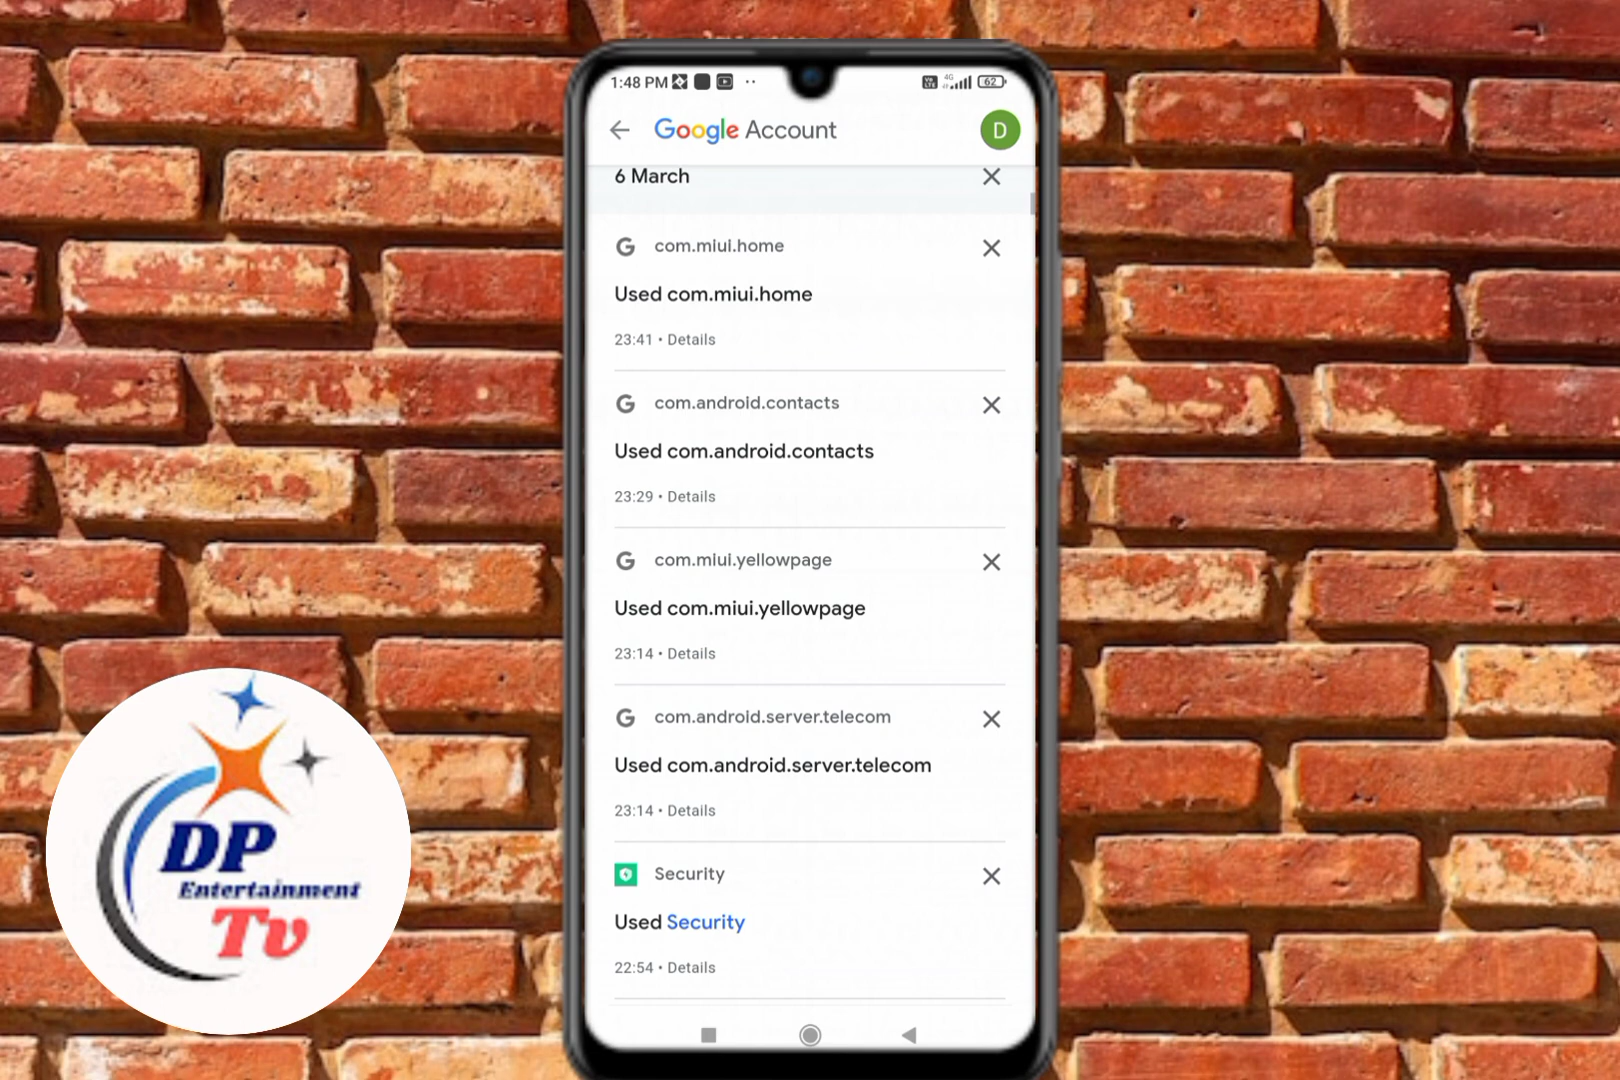 1:48 PM
4G
62
Google Account
D
6 March
com.miui.home
Used com.miui.home
23:41 • Details
com.android.contacts
Used com.android.contacts
23:29 • Details
com.miui.yellowpage
Used com.miui.yellowpage
23:14 • Details
com.android.server.telecom
Used com.android.server.telecom
23:14 • Details
Security
Used Security
22:54 • Details
DP
Entertainment
Tv